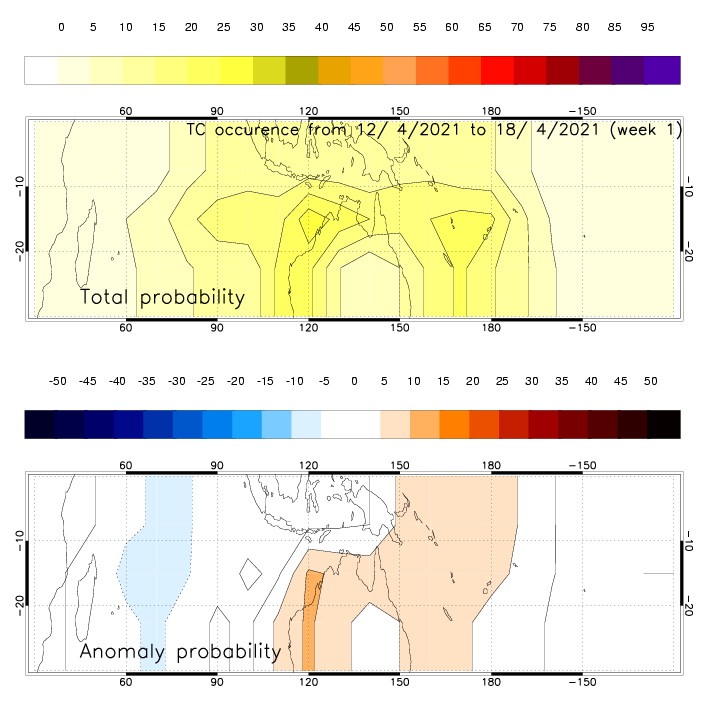 0 5 10 15 20 25 30 35 40 45 50 55 60 65 70 75 80 85 95
60 90 120 150 180 −150
TC occurence from 12/ 4/2021 to 18/ 4/2021 (week 1)
−10 −10
−20 −20
Total probability
60 90 120 150 180 −150
-50 -45 -40 -35 -30 -25 -20 -15 -10 -5 0 5 10 15 20 25 30 35 40 45 50
60 90 120 150 180 −150
−10 −10
−20 −20
Anomaly probability
60 90 120 150 180 −150